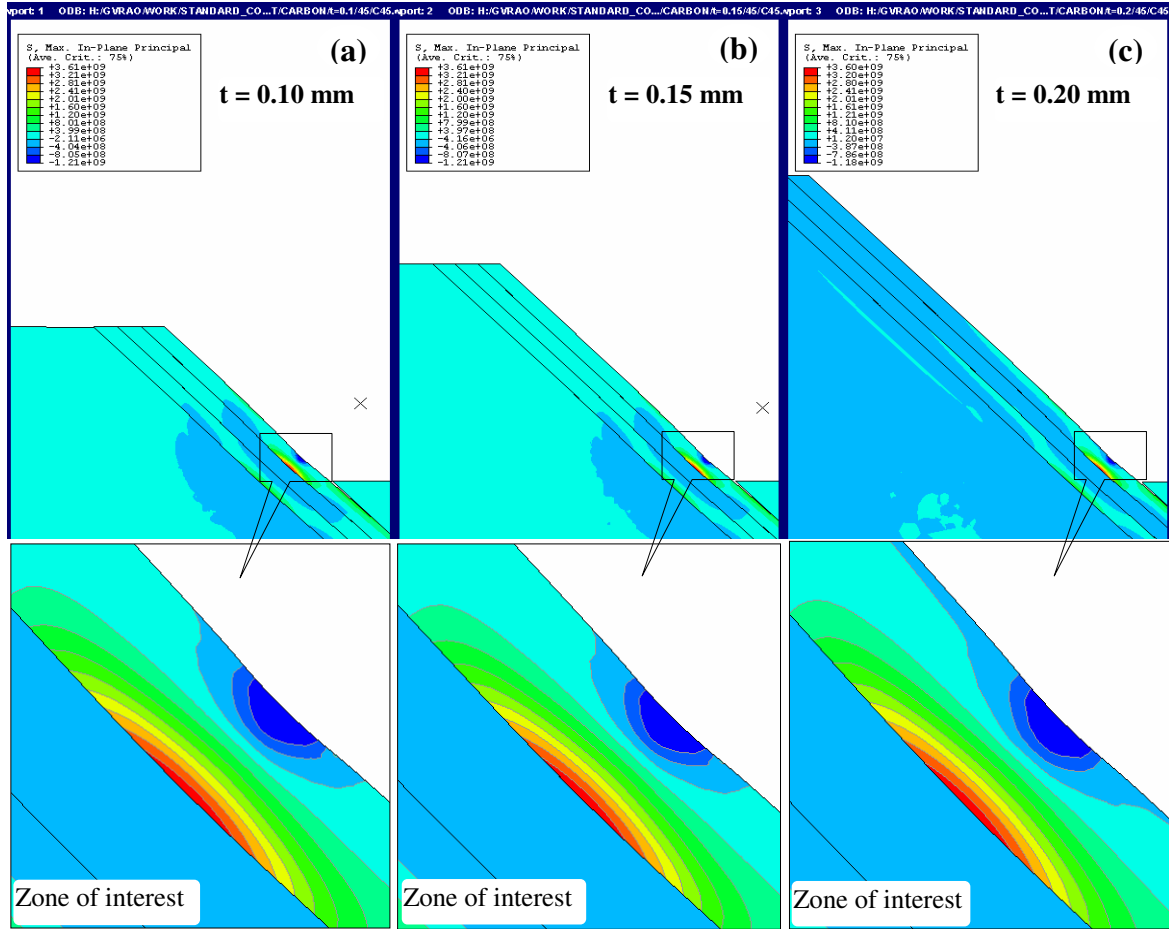 wport: 1 ODB: H:/GVRAO/WORK/STANDARD_CO...T/CARBON/t=0.1/45/C45.
wport: 2 ODB: H:/GVRAO/WORK/STANDARD_CO.../CARBON/t=0.15/45/C45.
wport: 3 ODB: H:/GVRAO/WORK/STANDARD_CO...T/CARBON/t=0.2/45/C45
(a)
S, Max. In-Plane Principal
(Ave. Crit.: 75%)
+3.61e+09
+3.21e+09
+2.81e+09
+2.41e+09
+2.01e+09
+1.60e+09
+1.20e+09
+8.01e+08
+3.99e+08
-2.11e+06
-4.04e+08
-8.05e+08
-1.21e+09
t = 0.10 mm
(b)
S, Max. In-Plane Principal
(Ave. Crit.: 75%)
+3.61e+09
+3.21e+09
+2.81e+09
+2.40e+09
+2.00e+09
+1.60e+09
+1.20e+09
+7.99e+08
+3.97e+08
-4.16e+06
-4.06e+08
-8.07e+08
-1.21e+09
t = 0.15 mm
(c)
S, Max. In-Plane Principal
(Ave. Crit.: 75%)
+3.60e+09
+3.20e+09
+2.80e+09
+2.41e+09
+2.01e+09
+1.61e+09
+1.21e+09
+8.10e+08
+4.11e+08
+1.20e+07
-3.87e+08
-7.86e+08
-1.18e+09
t = 0.20 mm
Zone of interest
Zone of interest
Zone of interest